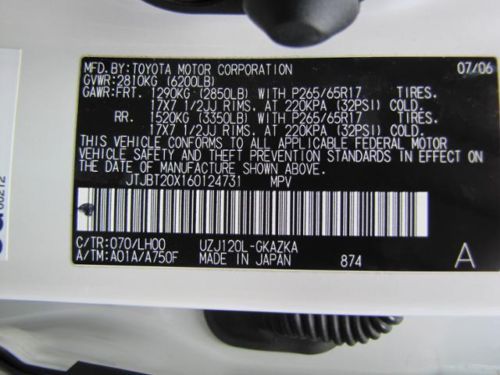 MFD.BY:TOYOTA MOTOR CORPORATION 07/06
GVWR:2810KG (6200LB)
GAWR:FRT. 1290KG (2850LB) WITH P265/65R17 TIRES.
17X7 1/2JJ RIMS. AT 220KPA (32PSI) COLD.
RR. 1520KG (3350LB) WITH P265/65R17 TIRES.
17X7 1/2JJ RIMS. AT 220KPA (32PSI) COLD.
THIS VEHICLE CONFORMS TO ALL APPLICABLE FEDERAL MOTOR
VEHICLE SAFETY AND THEFT PREVENTION STANDARDS IN EFFECT ON
THE DATE OF MANUFACTURE SHOWN ABOVE.
JTJBT20X160124731 MPV
C/TR:070/LH00 UZJ120L-GKAZKA
A/TM:A01A/A750F MADE IN JAPAN 874 A
00212